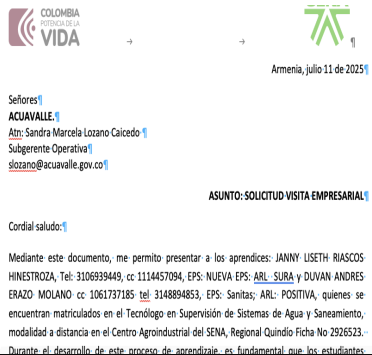 COLOMBIA
POTENCIA DE LA
VIDA
Armenia, julio 11 de 2025
Señores
ACUAVALLE.
Atn: Sandra Marcela Lozano Caicedo
Subgerente Operativa
slozano@acuavalle.gov.co
ASUNTO: SOLICITUD VISITA EMPRESARIAL
Cordial saludo:
Mediante este documento, me permito presentar a los aprendices: JANNY LISETH RIASCOS
HINESTROZA, Tel: 3106939449, cc 1114457094, EPS: NUEVA EPS: ARL SURA y DUVAN ANDRES
ERAZO MOLANO cc 1061737185 tel 3148894853, EPS: Sanitas; ARL: POSITIVA, quienes se
encuentran matriculados en el Tecnólogo en Supervisión de Sistemas de Agua y Saneamiento,
modalidad a distancia en el Centro Agroindustrial del SENA, Regional Quindío Ficha No 2926523.
Durante el desarrollo de este proceso de aprendizaje, es fundamental que los estudiantes